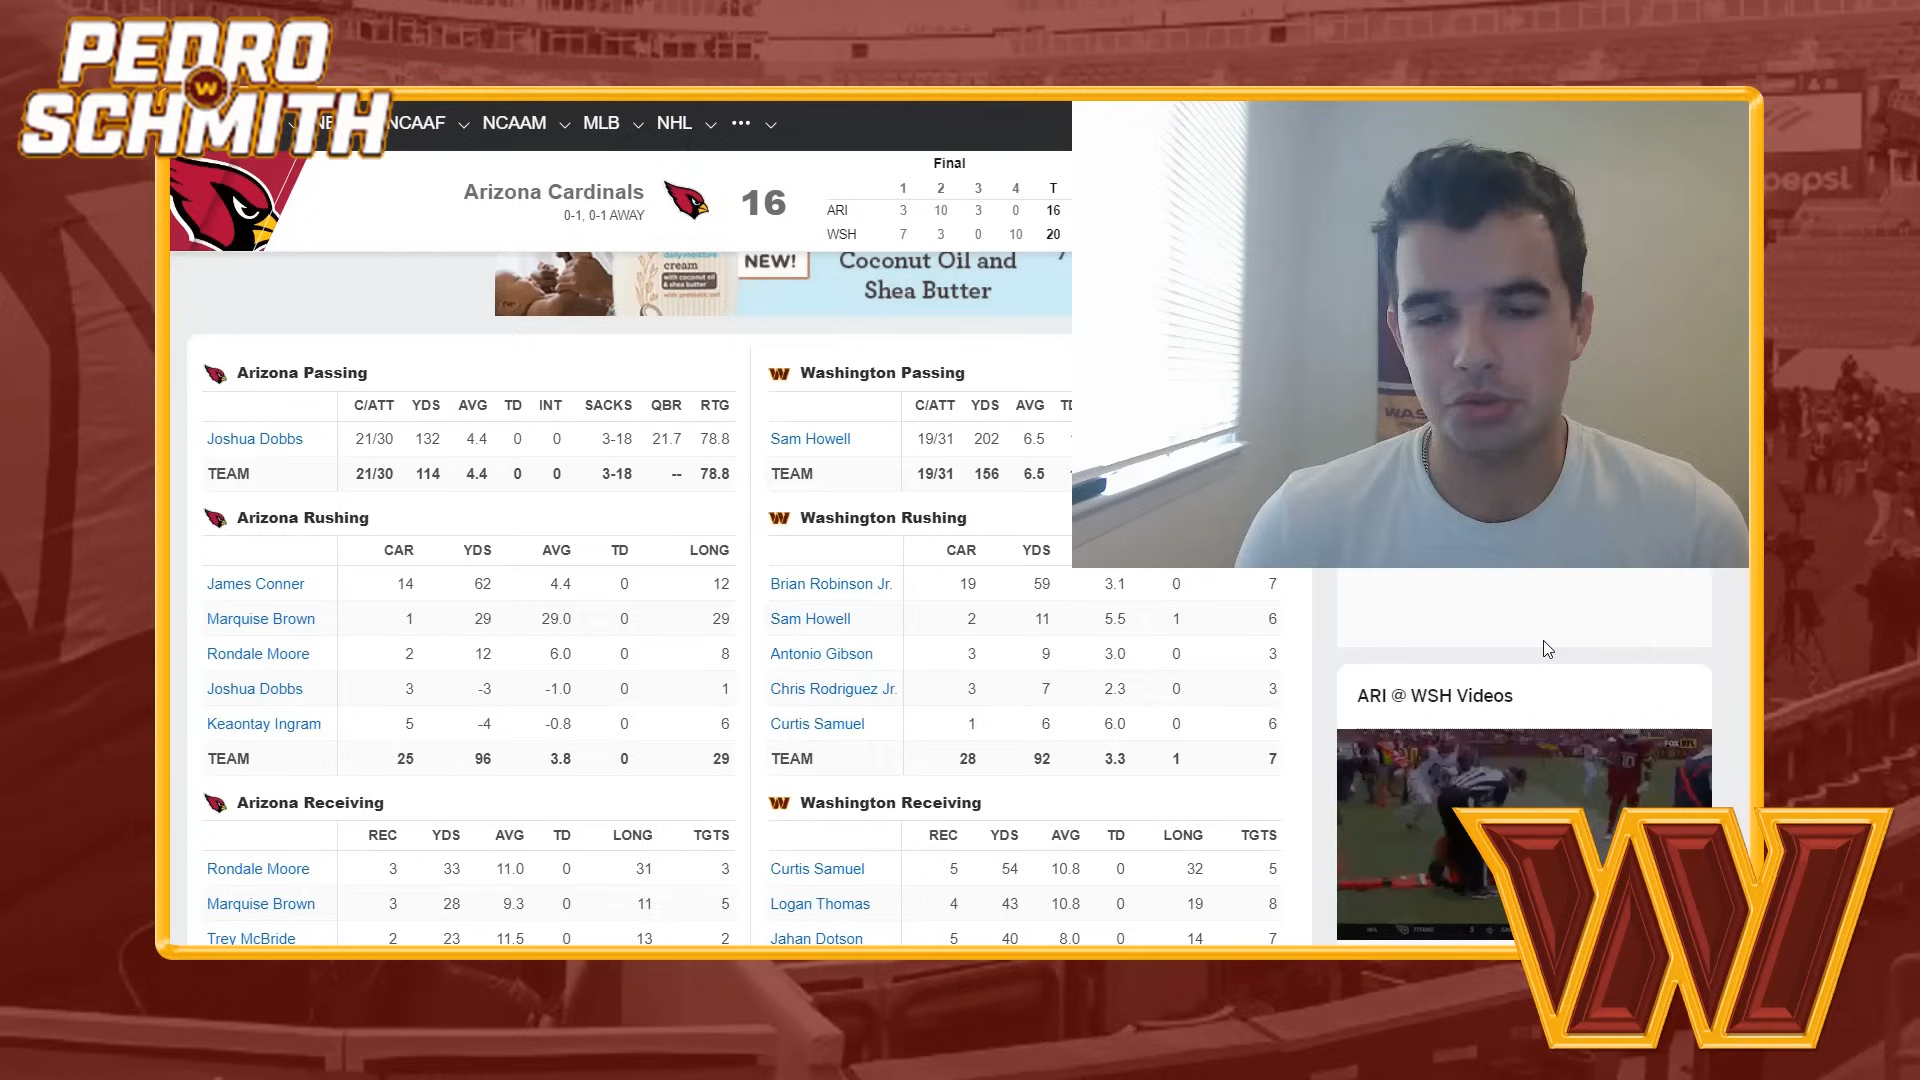 PEDRO
SCHMITH
NCAAF NCAAM MLB NHL •••
Final
1 2 3 4 T
Arizona Cardinals 16
0-1, 0-1 AWAY
ARI 3 10 3 0 16
WSH 7 3 0 10 20
cream
with coconut oil
& shea butter
NEW!
Coconut Oil and
Shea Butter
Arizona Passing
C/ATT YDS AVG TD INT SACKS QBR RTG
Joshua Dobbs 21/30 132 4.4 0 0 3-18 21.7 78.8
TEAM 21/30 114 4.4 0 0 3-18 -- 78.8
Arizona Rushing
CAR YDS AVG TD LONG
James Conner 14 62 4.4 0 12
Marquise Brown 1 29 29.0 0 29
Rondale Moore 2 12 6.0 0 8
Joshua Dobbs 3 -3 -1.0 0 1
Keaontay Ingram 5 -4 -0.8 0 6
TEAM 25 96 3.8 0 29
Arizona Receiving
REC YDS AVG TD LONG TGTS
Rondale Moore 3 33 11.0 0 31 3
Marquise Brown 3 28 9.3 0 11 5
Trey McBride 2 23 11.5 0 13 2
Washington Passing
C/ATT YDS AVG
Sam Howell 19/31 202 6.5
TEAM 19/31 156 6.5
Washington Rushing
CAR YDS
Brian Robinson Jr. 19 59 3.1 0 7
Sam Howell 2 11 5.5 1 6
Antonio Gibson 3 9 3.0 0 3
Chris Rodriguez Jr. 3 7 2.3 0 3
Curtis Samuel 1 6 6.0 0 6
TEAM 28 92 3.3 1 7
Washington Receiving
REC YDS AVG TD LONG TGTS
Curtis Samuel 5 54 10.8 0 32 5
Logan Thomas 4 43 10.8 0 19 8
Jahan Dotson 5 40 8.0 0 14 7
ARI @ WSH Videos
FOX NFL
WAS
pepsi
W